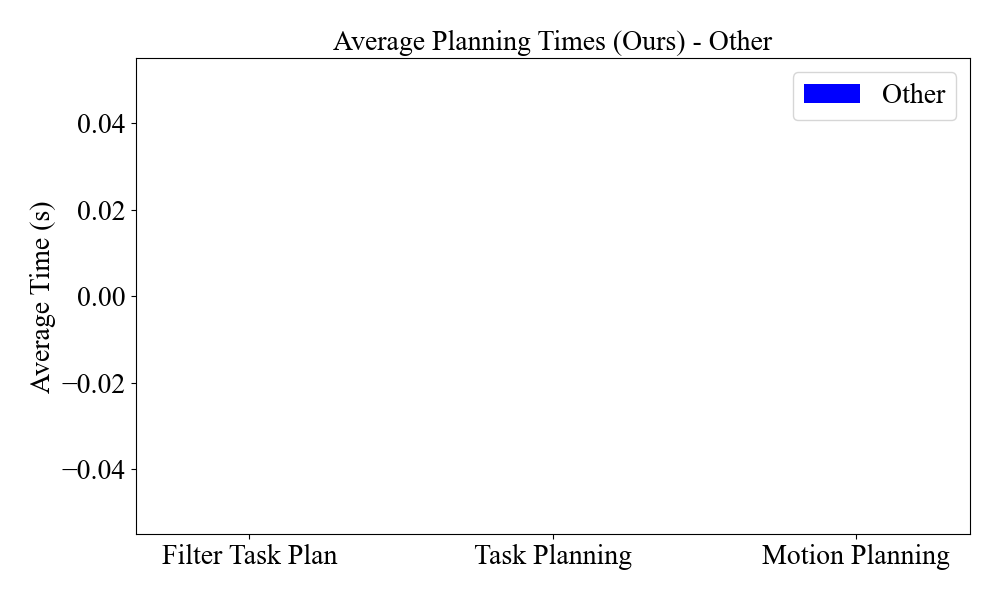 Average Planning Times (Ours) - Other
Other
Average Time (s)
0.04
0.02
0.00
−0.02
−0.04
Filter Task Plan
Task Planning
Motion Planning